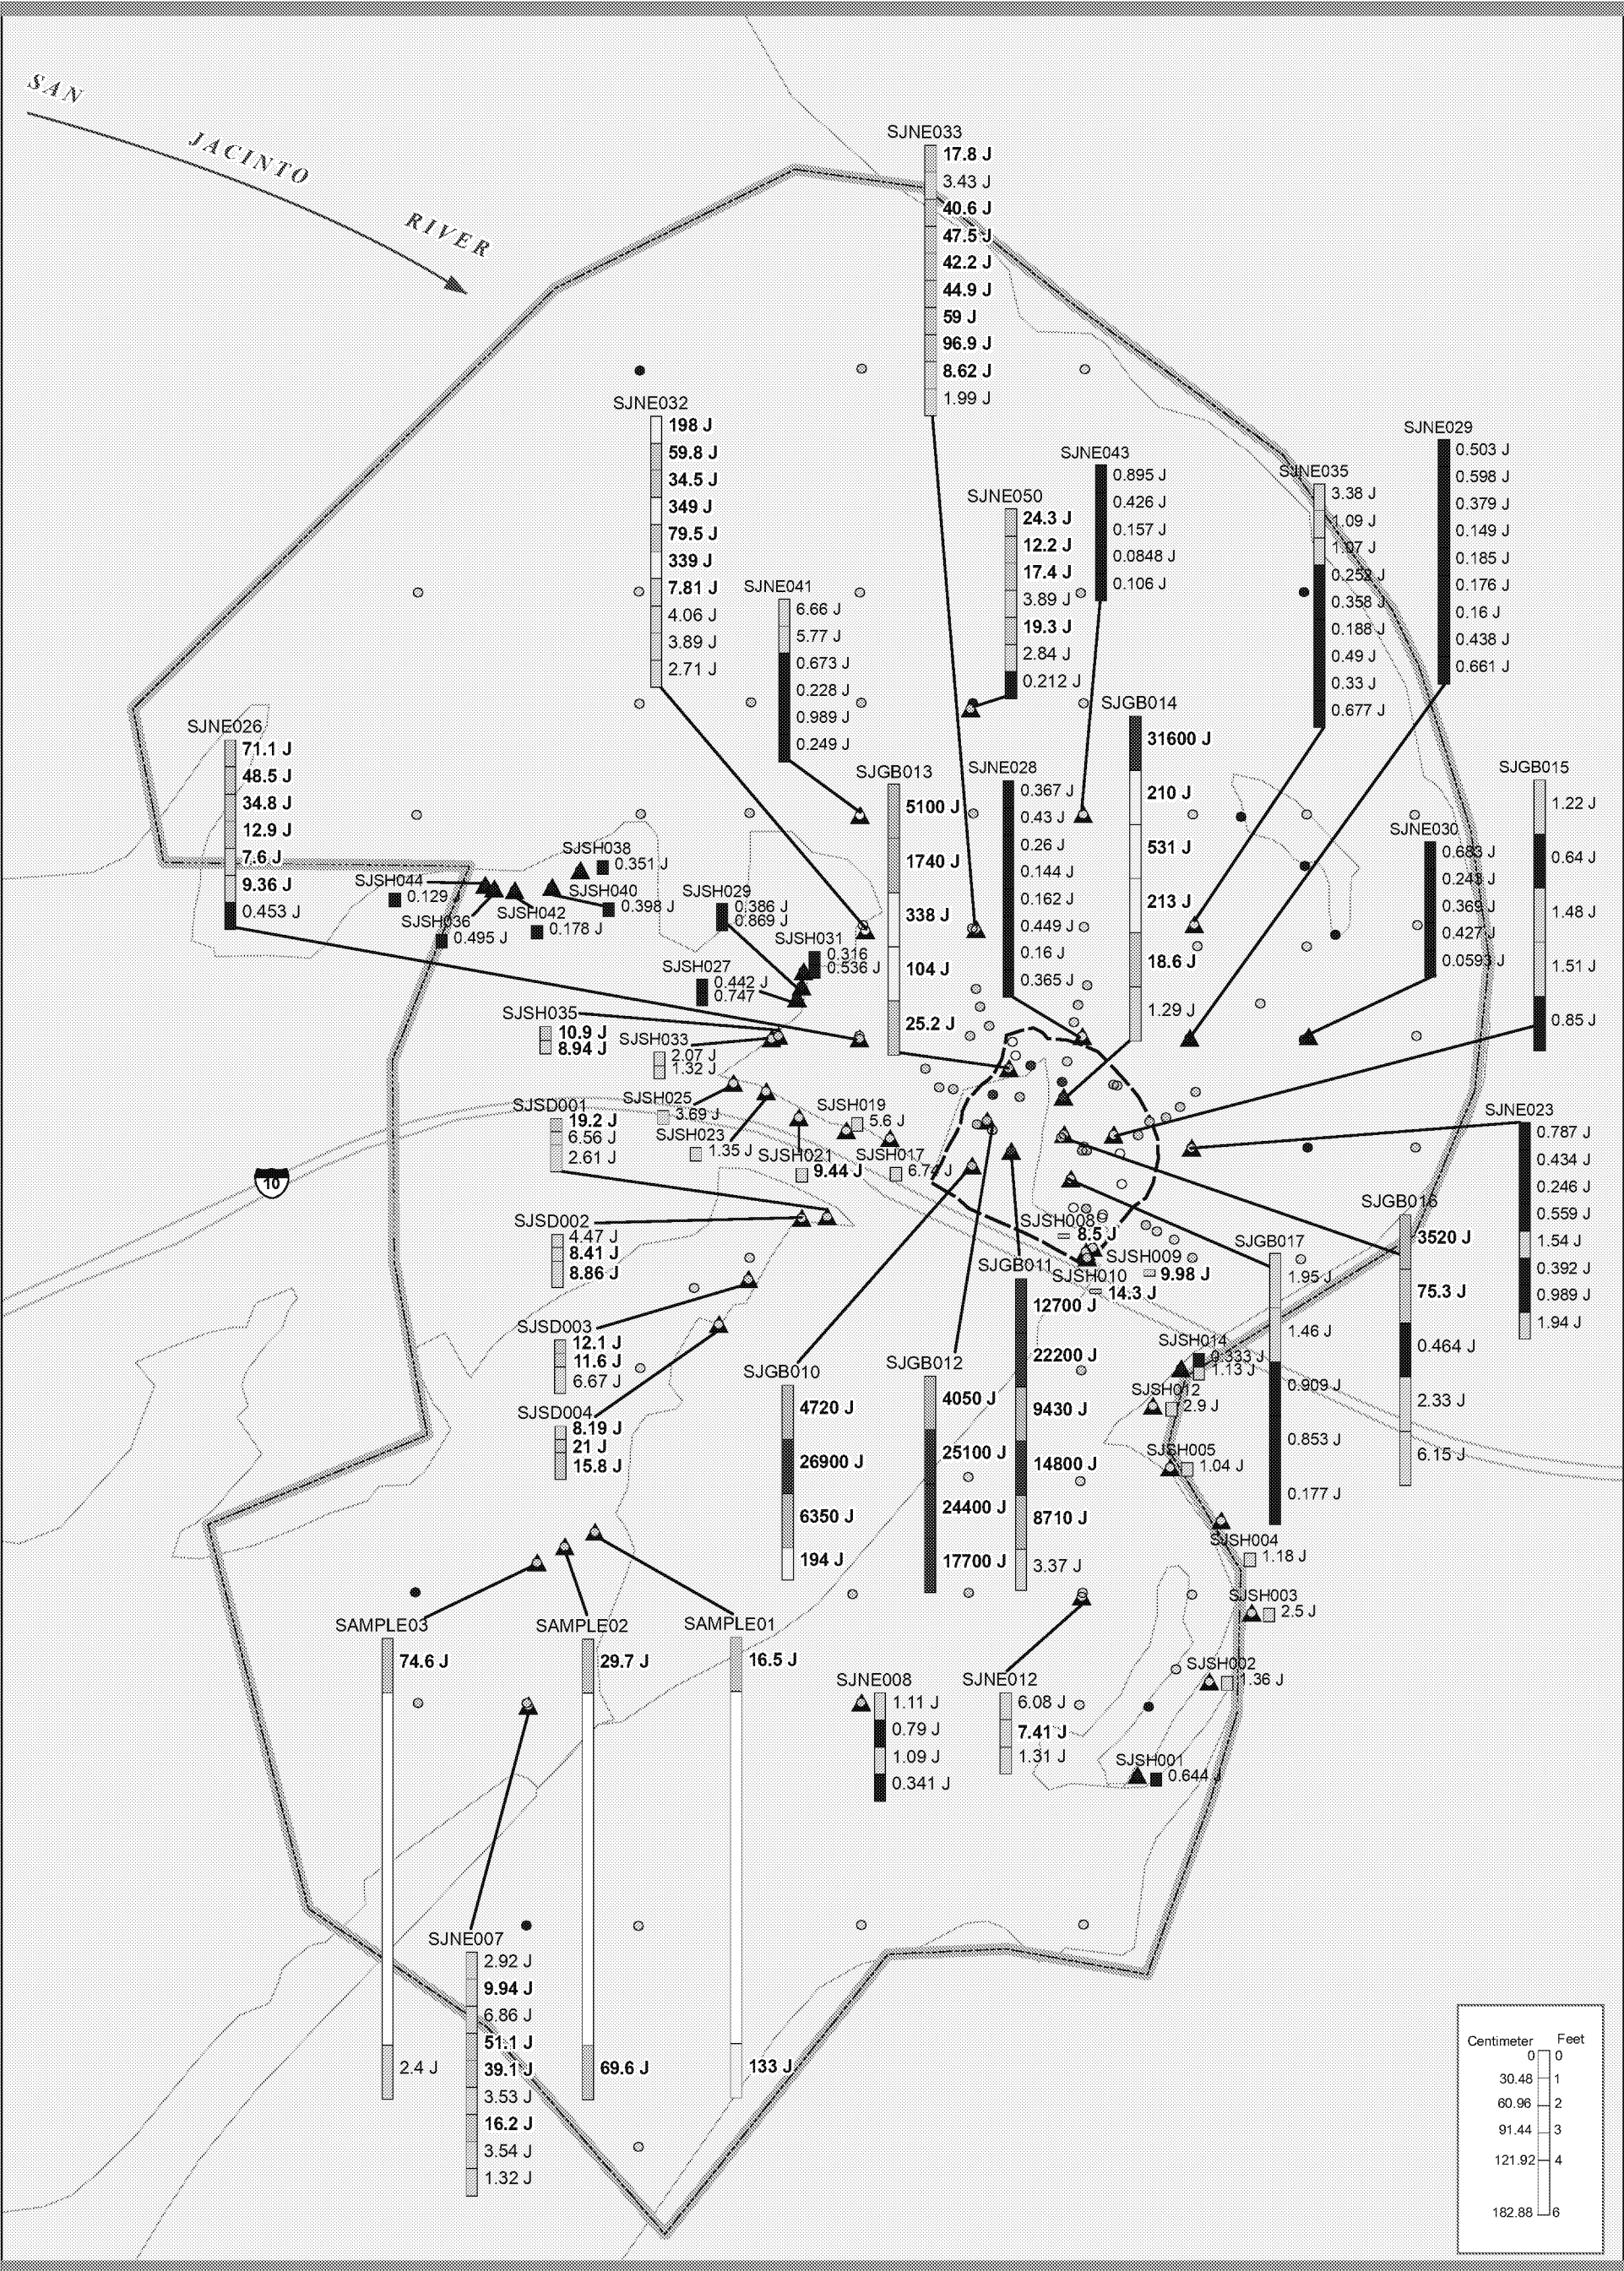 SAN
JACINTO
RIVER
SJNE033
17.8 J
3.43 J
40.6 J
47.5 J
42.2 J
44.9 J
59 J
96.9 J
8.62 J
1.99 J
SJNE032
198 J
59.8 J
34.5 J
349 J
79.5 J
339 J
7.81 J
4.06 J
3.89 J
2.71 J
SJNE043
0.895 J
0.426 J
0.157 J
0.0848 J
0.106 J
SJNE050
24.3 J
12.2 J
17.4 J
3.89 J
19.3 J
2.84 J
0.212 J
SJNE035
3.38 J
1.09 J
1.07 J
0.252 J
0.358 J
0.188 J
0.49 J
0.33 J
0.677 J
SJNE029
0.503 J
0.598 J
0.379 J
0.149 J
0.185 J
0.176 J
0.16 J
0.438 J
0.661 J
SJNE041
6.66 J
5.77 J
0.673 J
0.228 J
0.989 J
0.249 J
SJNE026
71.1 J
48.5 J
34.8 J
12.9 J
7.6 J
9.36 J
0.453 J
SJGB013
5100 J
1740 J
338 J
104 J
25.2 J
SJNE028
0.367 J
0.43 J
0.26 J
0.144 J
0.162 J
0.449 J
0.16 J
0.365 J
SJGB014
31600 J
210 J
531 J
213 J
18.6 J
1.29 J
SJNE030
0.683 J
0.243 J
0.369 J
0.427 J
0.0593 J
SJGB015
1.22 J
0.64 J
1.48 J
1.51 J
0.85 J
SJSH038
0.351 J
SJSH044
0.129 J
SJSH036
0.495 J
SJSH042
0.178 J
SJSH040
0.398 J
SJSH029
0.386 J
0.869 J
SJSH031
0.316
0.536 J
SJSH027
0.442 J
0.747
SJSH035
10.9 J
8.94 J
SJSH033
2.07 J
1.32 J
SJSH025
3.69 J
SJSH023
1.35 J
SJSH021
9.44 J
SJSH019
5.6 J
SJSH017
6.74 J
SJSD001
19.2 J
6.56 J
2.61 J
10
SJSD002
4.47 J
8.41 J
8.86 J
SJSD003
12.1 J
11.6 J
6.67 J
SJSD004
8.19 J
21 J
15.8 J
SJNE023
0.787 J
0.434 J
0.246 J
0.559 J
1.54 J
0.392 J
0.989 J
1.94 J
SJGB016
3520 J
75.3 J
0.464 J
2.33 J
6.15 J
SJGB017
1.95 J
1.46 J
0.909 J
0.853 J
0.177 J
SJSH008
8.5 J
SJSH009
9.98 J
SJSH010
14.3 J
SJGB011
12700 J
22200 J
9430 J
14800 J
8710 J
3.37 J
SJGB012
4050 J
25100 J
24400 J
17700 J
SJGB010
4720 J
26900 J
6350 J
194 J
SJSH014
0.333 J
1.13 J
SJSH012
2.9 J
SJSH005
1.04 J
SJSH004
1.18 J
SJSH003
2.5 J
SJSH002
1.36 J
SJSH001
0.644 J
SAMPLE03
74.6 J
2.4 J
SAMPLE02
29.7 J
69.6 J
SAMPLE01
16.5 J
133 J
SJNE008
1.11 J
0.79 J
1.09 J
0.341 J
SJNE012
6.08 J
7.41 J
1.31 J
SJNE007
2.92 J
9.94 J
6.86 J
51.1 J
39.1 J
3.53 J
16.2 J
3.54 J
1.32 J
Centimeter Feet
0 0
30.48 1
60.96 2
91.44 3
121.92 4
182.88 6